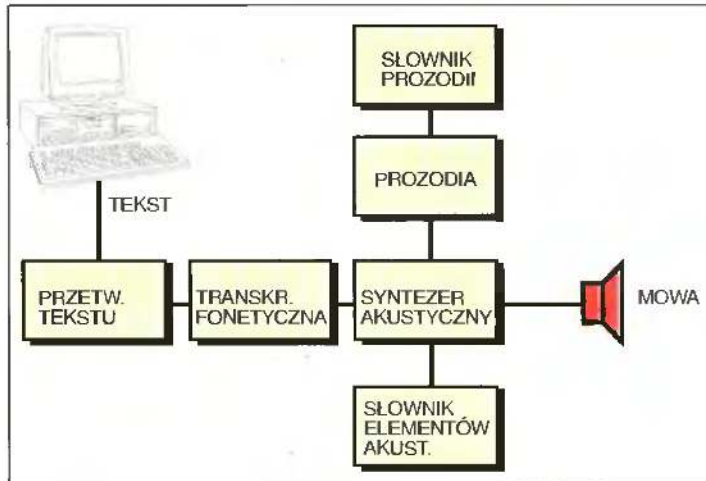 SŁOWNIK
PROZODII
PROZODIA
TEKST
PRZETW.
TEKSTU
TRANSKR.
FONETYCZNA
SYNTEZER
AKUSTYCZNY
MOWA
SŁOWNIK
ELEMENTÓW
AKUST.